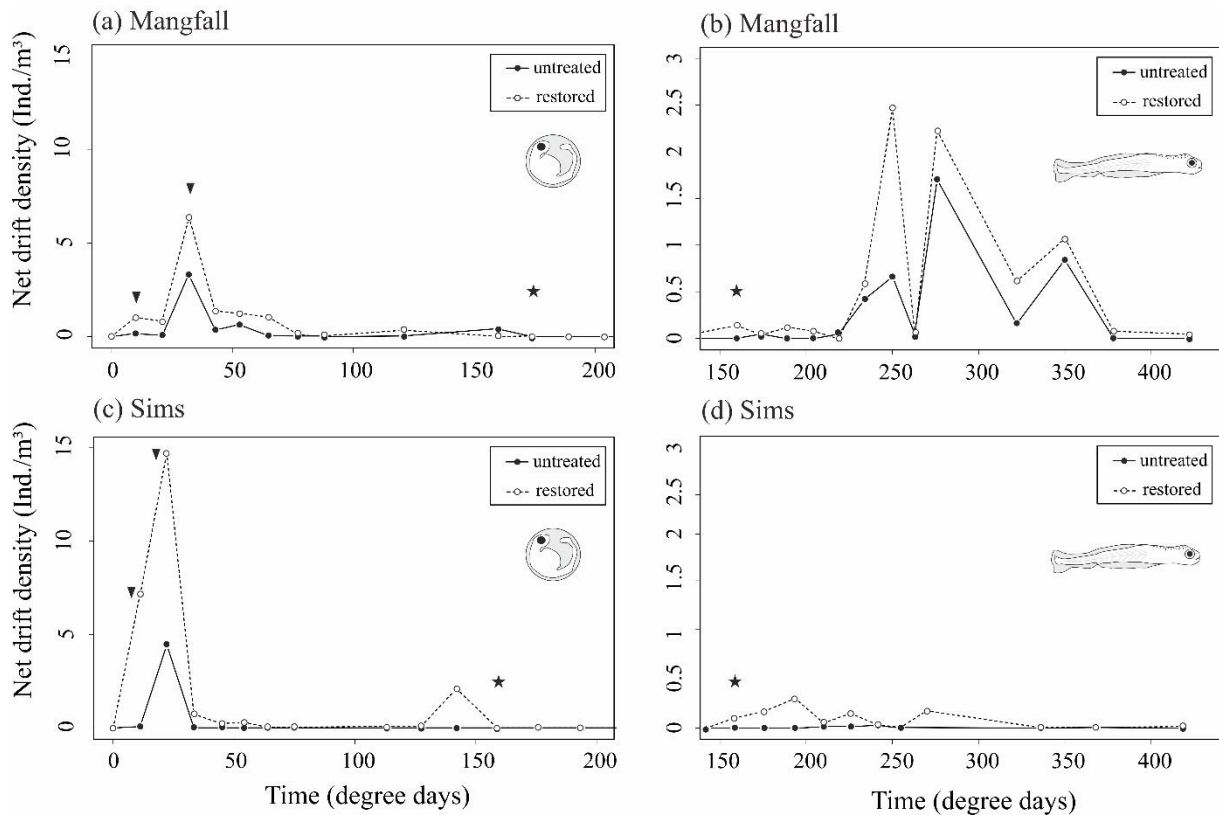 (a) Mangfall
Net drift density (Ind./m³)
15
10
5
0
untreated
restored
0 50 100 150 200
(b) Mangfall
3
2.5
2
1.5
1
0.5
0
untreated
restored
150 200 250 300 350 400
(c) Sims
Net drift density (Ind./m³)
15
10
5
0
untreated
restored
0 50 100 150 200
Time (degree days)
(d) Sims
3
2.5
2
1.5
1
0.5
0
untreated
restored
150 200 250 300 350 400
Time (degree days)